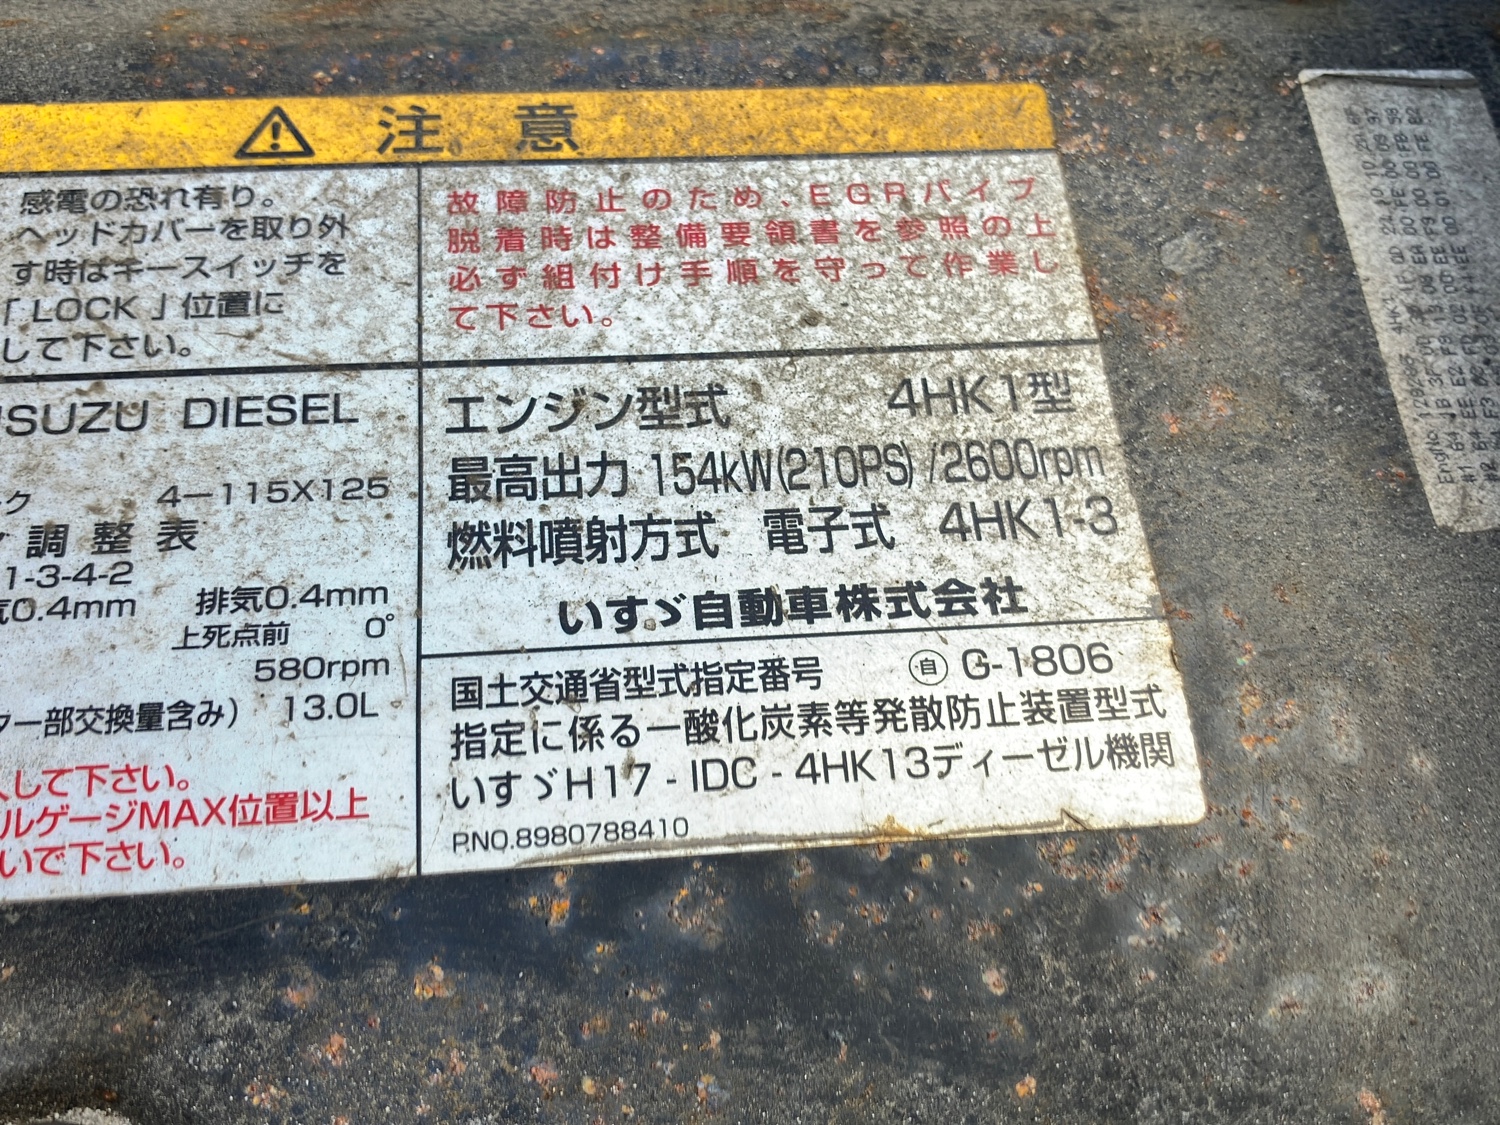 注意
感電の恐れ有り。
ヘッドカバーを取り外
す時はキースイッチを
「LOCK」位置に
して下さい。
故障防止のため、EGRパイプ
脱着時は整備要領書を参照の上
必ず組付け手順を守って作業し
て下さい。
ISUZU DIESEL
ク 4-115X125
調整表
1-3-4-2
気0.4mm 排気0.4mm
上死点前 0°
580rpm
ター部交換量含み) 13.0L
して下さい。
ルゲージMAX位置以上
いで下さい。
エンジン型式 4HK1型
最高出力 154kW(210PS)/2600rpm
燃料噴射方式 電子式 4HK1-3
いすゞ自動車株式会社
国土交通省型式指定番号 自 G-1806
指定に係る一酸化炭素等発散防止装置型式
いすゞH17-IDC-4HK13ディーゼル機関
P.NO.8980788410